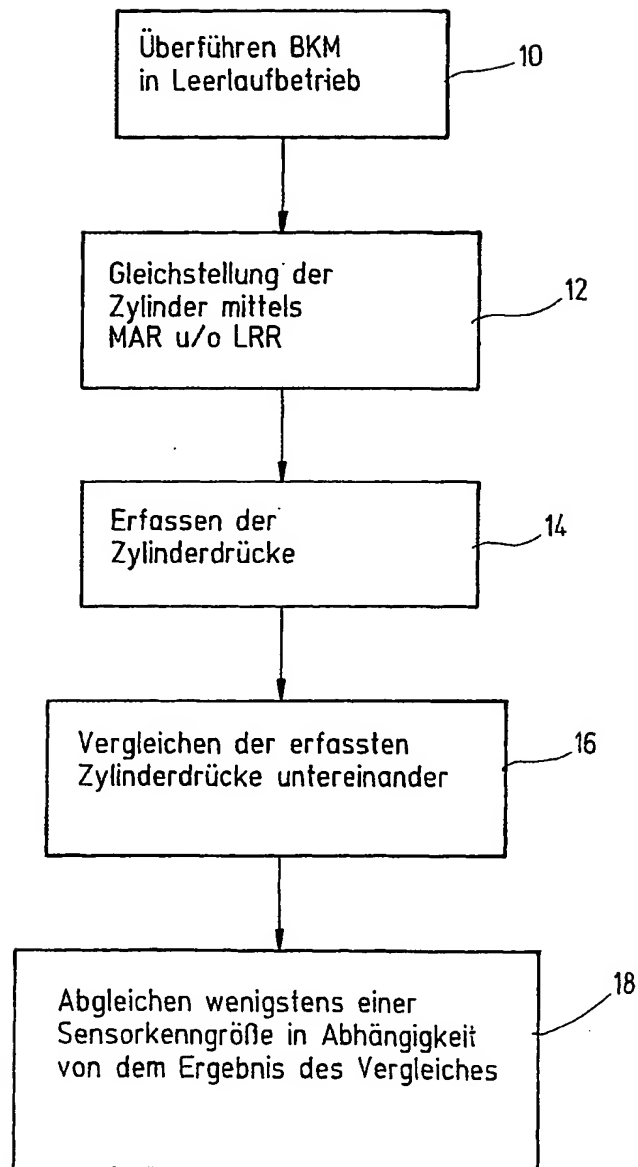 Überführen BKM
in Leerlaufbetrieb
10
Gleichstellung der
Zylinder mittels
MAR u/o LRR
12
Erfassen der
Zylinderdrücke
14
Vergleichen der erfassten
Zylinderdrücke untereinander
16
Abgleichen wenigstens einer
Sensorkenngröße in Abhängigkeit
von dem Ergebnis des Vergleiches
18